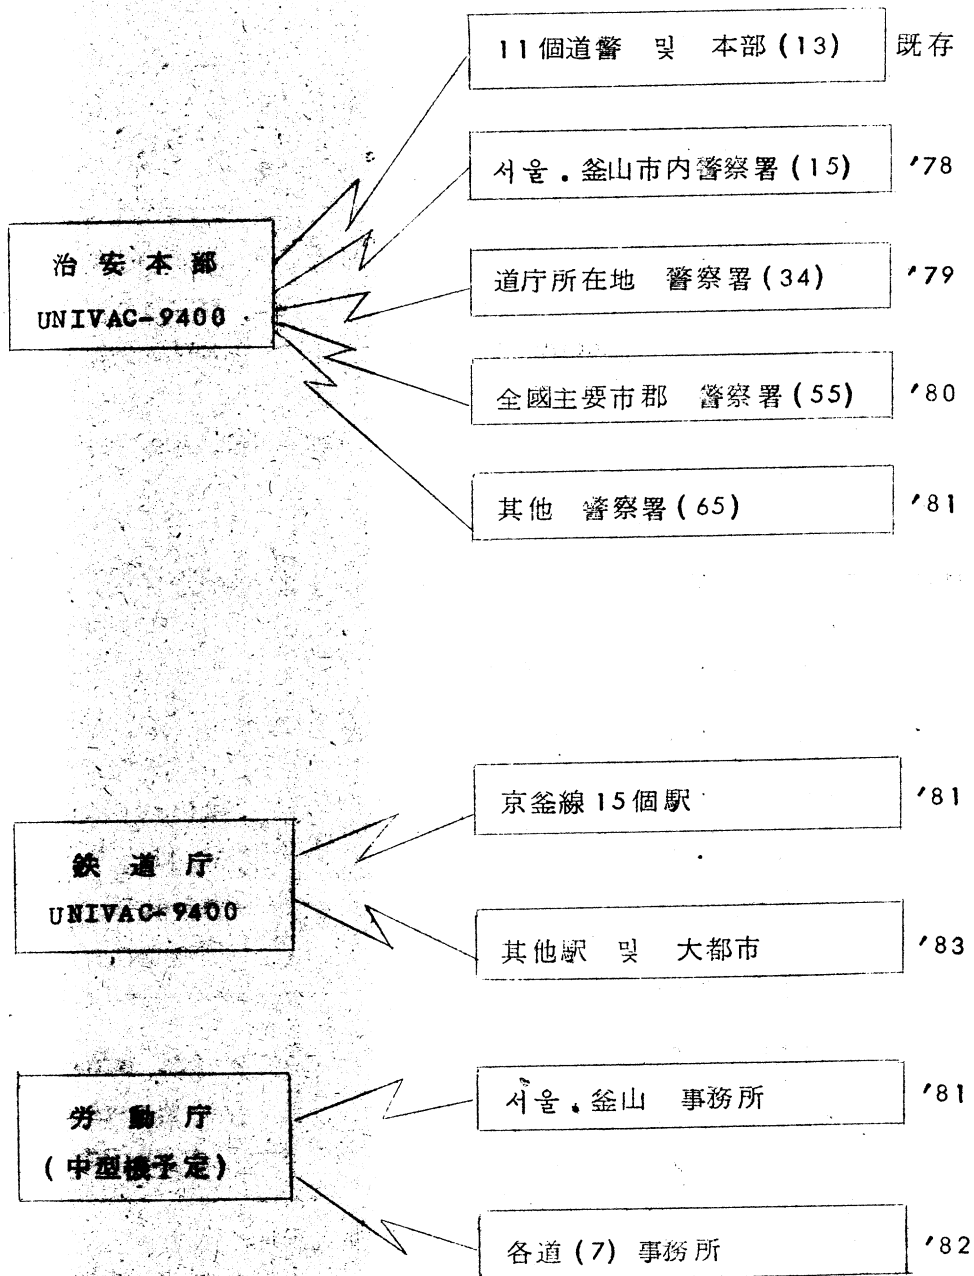 11個道警 및 本部(13) 既存
서울.釜山市内警察署(15) '78
治安本部
UNIVAC-9400
道庁所在地 警察署(34) '79
全國主要市郡 警察署(55) '80
其他 警察署(65) '81
京釜線15個駅 '81
鉄道庁
UNIVAC-9400
其他駅 및 大都市 '83
서울.釜山 事務所 '81
労動庁
(中型機予定)
各道(7) 事務所 '82